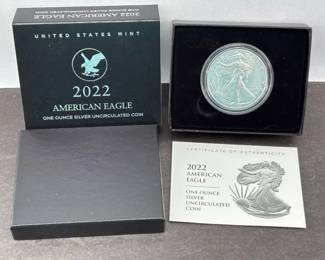 UNITED STATES MINT
2022
AMERICAN EAGLE
ONE OUNCE SILVER UNCIRCULATED COIN
CERTIFICATE OF AUTHENTICITY
2022
AMERICAN
EAGLE
ONE OUNCE
SILVER
UNCIRCULATED
COIN